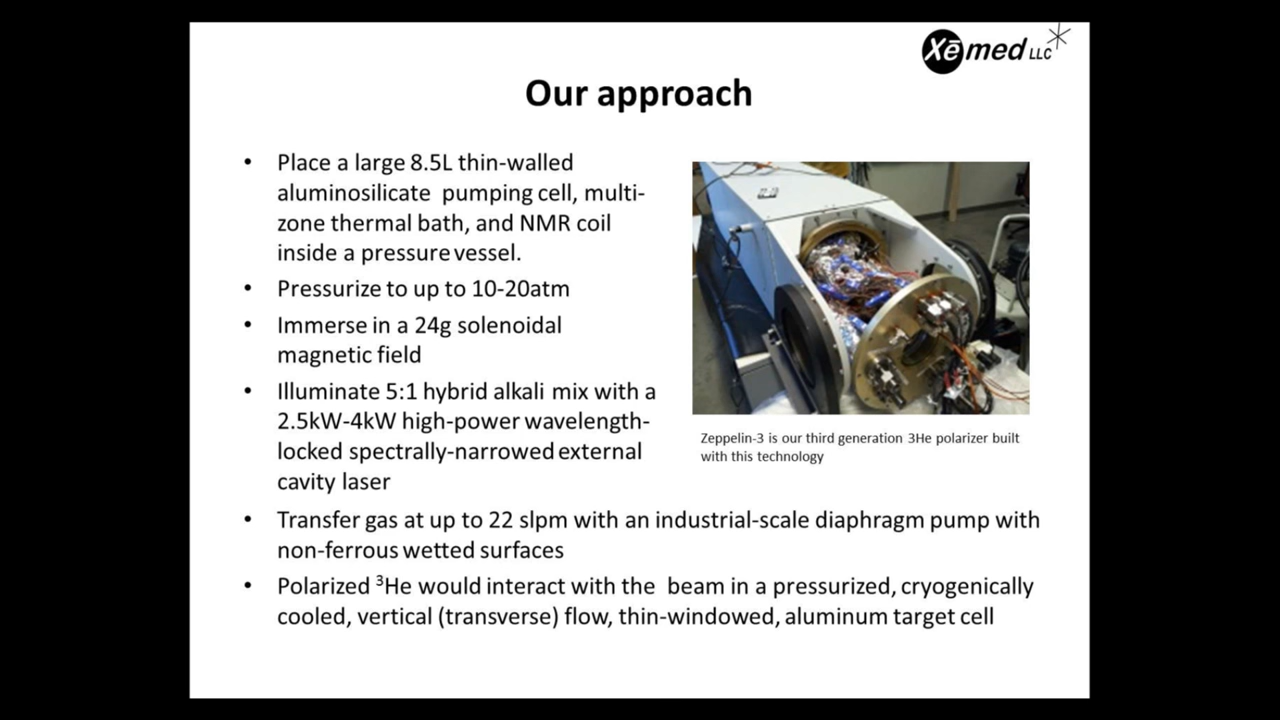 Xēmed LLC
Our approach
• Place a large 8.5L thin-walled
aluminosilicate pumping cell, multi-
zone thermal bath, and NMR coil
inside a pressure vessel.
• Pressurize to up to 10-20atm
• Immerse in a 24g solenoidal
magnetic field
• Illuminate 5:1 hybrid alkali mix with a
2.5kW-4kW high-power wavelength-
locked spectrally-narrowed external
cavity laser
Zeppelin-3 is our third generation 3He polarizer built
with this technology
• Transfer gas at up to 22 slpm with an industrial-scale diaphragm pump with
non-ferrous wetted surfaces
• Polarized ³He would interact with the beam in a pressurized, cryogenically
cooled, vertical (transverse) flow, thin-windowed, aluminum target cell